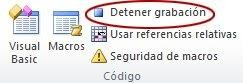 Visual
Basic
Macros
Detener grabación
Usar referencias relativas
Seguridad de macros
Código